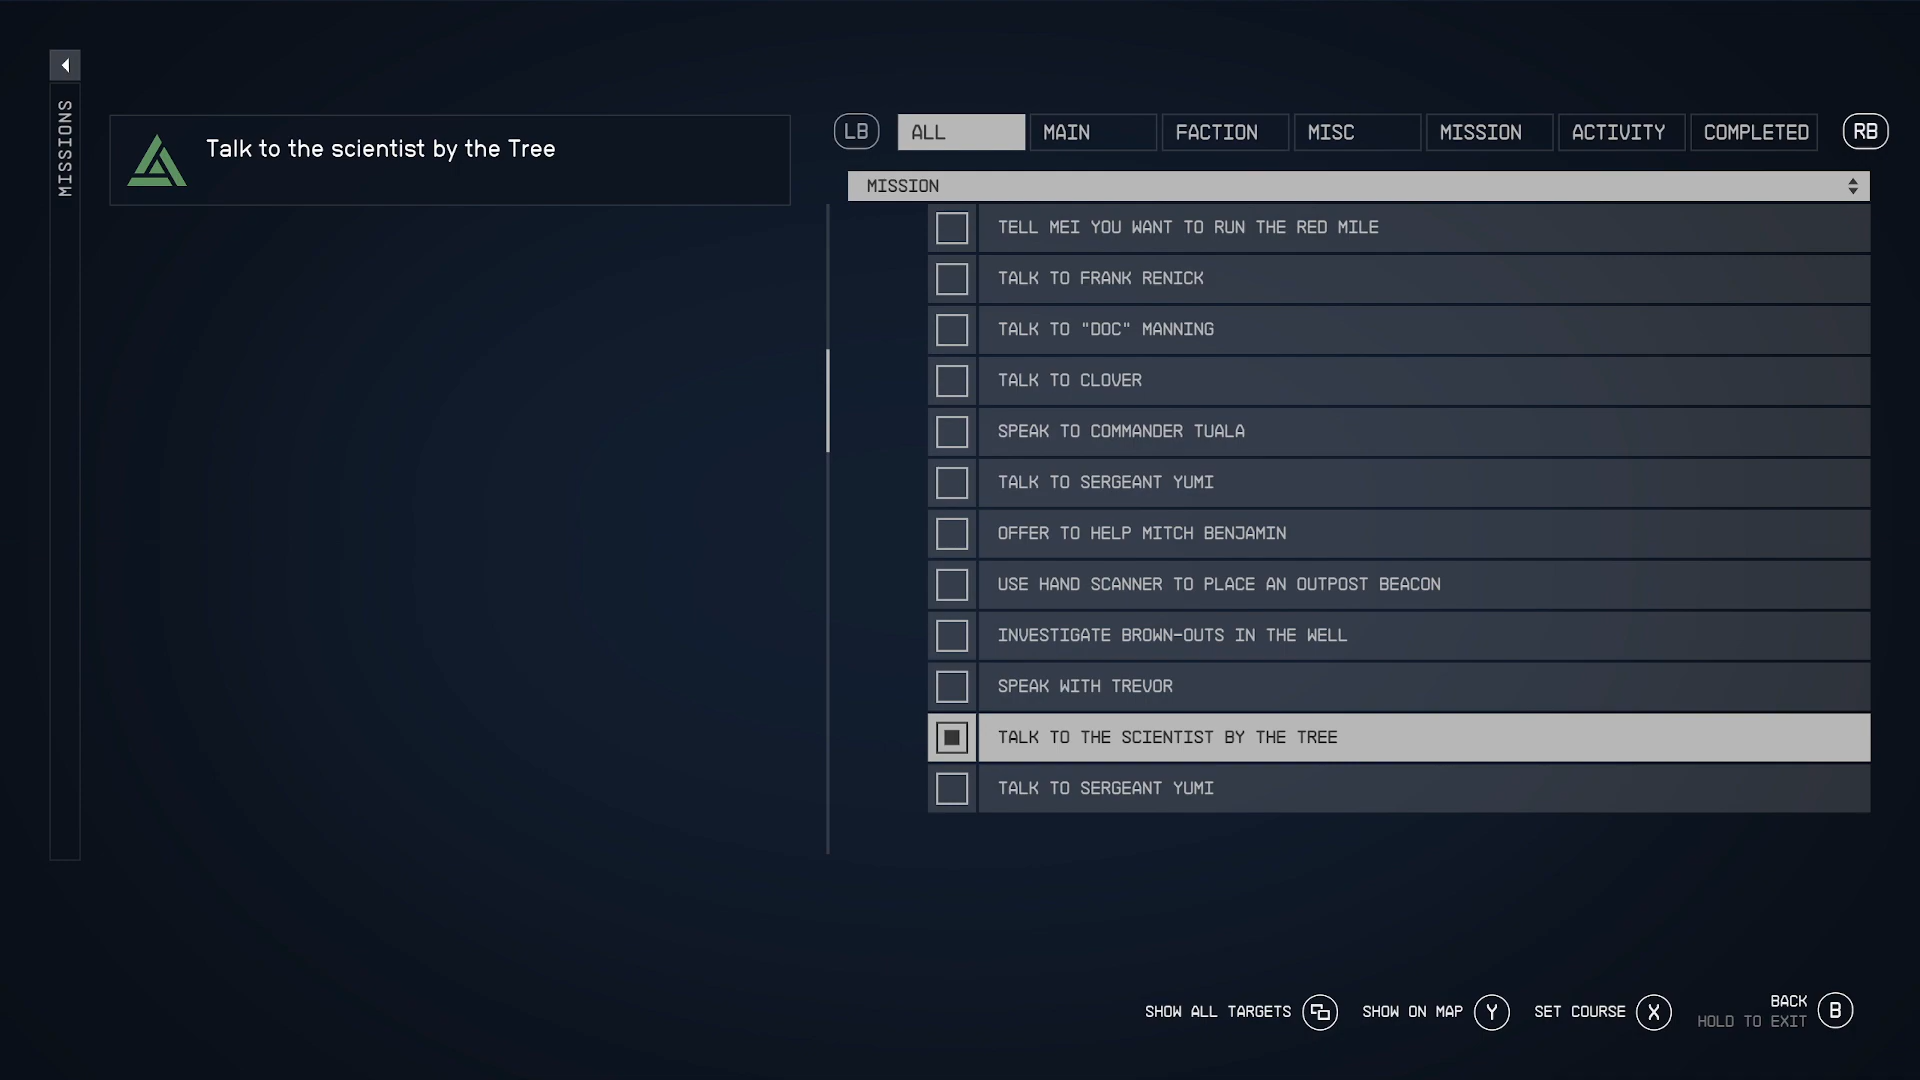 MISSIONS
Talk to the scientist by the Tree
LB ALL MAIN FACTION MISC MISSION ACTIVITY COMPLETED RB
MISSION
TELL MEI YOU WANT TO RUN THE RED MILE
TALK TO FRANK RENICK
TALK TO "DOC" MANNING
TALK TO CLOVER
SPEAK TO COMMANDER TUALA
TALK TO SERGEANT YUMI
OFFER TO HELP MITCH BENJAMIN
USE HAND SCANNER TO PLACE AN OUTPOST BEACON
INVESTIGATE BROWN-OUTS IN THE WELL
SPEAK WITH TREVOR
TALK TO THE SCIENTIST BY THE TREE
TALK TO SERGEANT YUMI
SHOW ALL TARGETS SHOW ON MAP Y SET COURSE X BACK B
HOLD TO EXIT